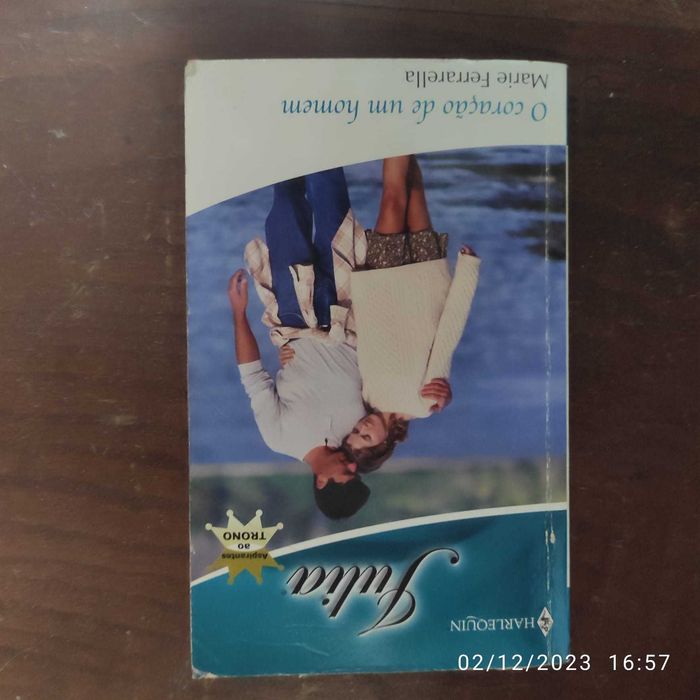 HARLEQUIN
Julia
Aspirantes
ao
TRONO
O coração de um homem
Marie Ferrarella
02/12/2023 16:57